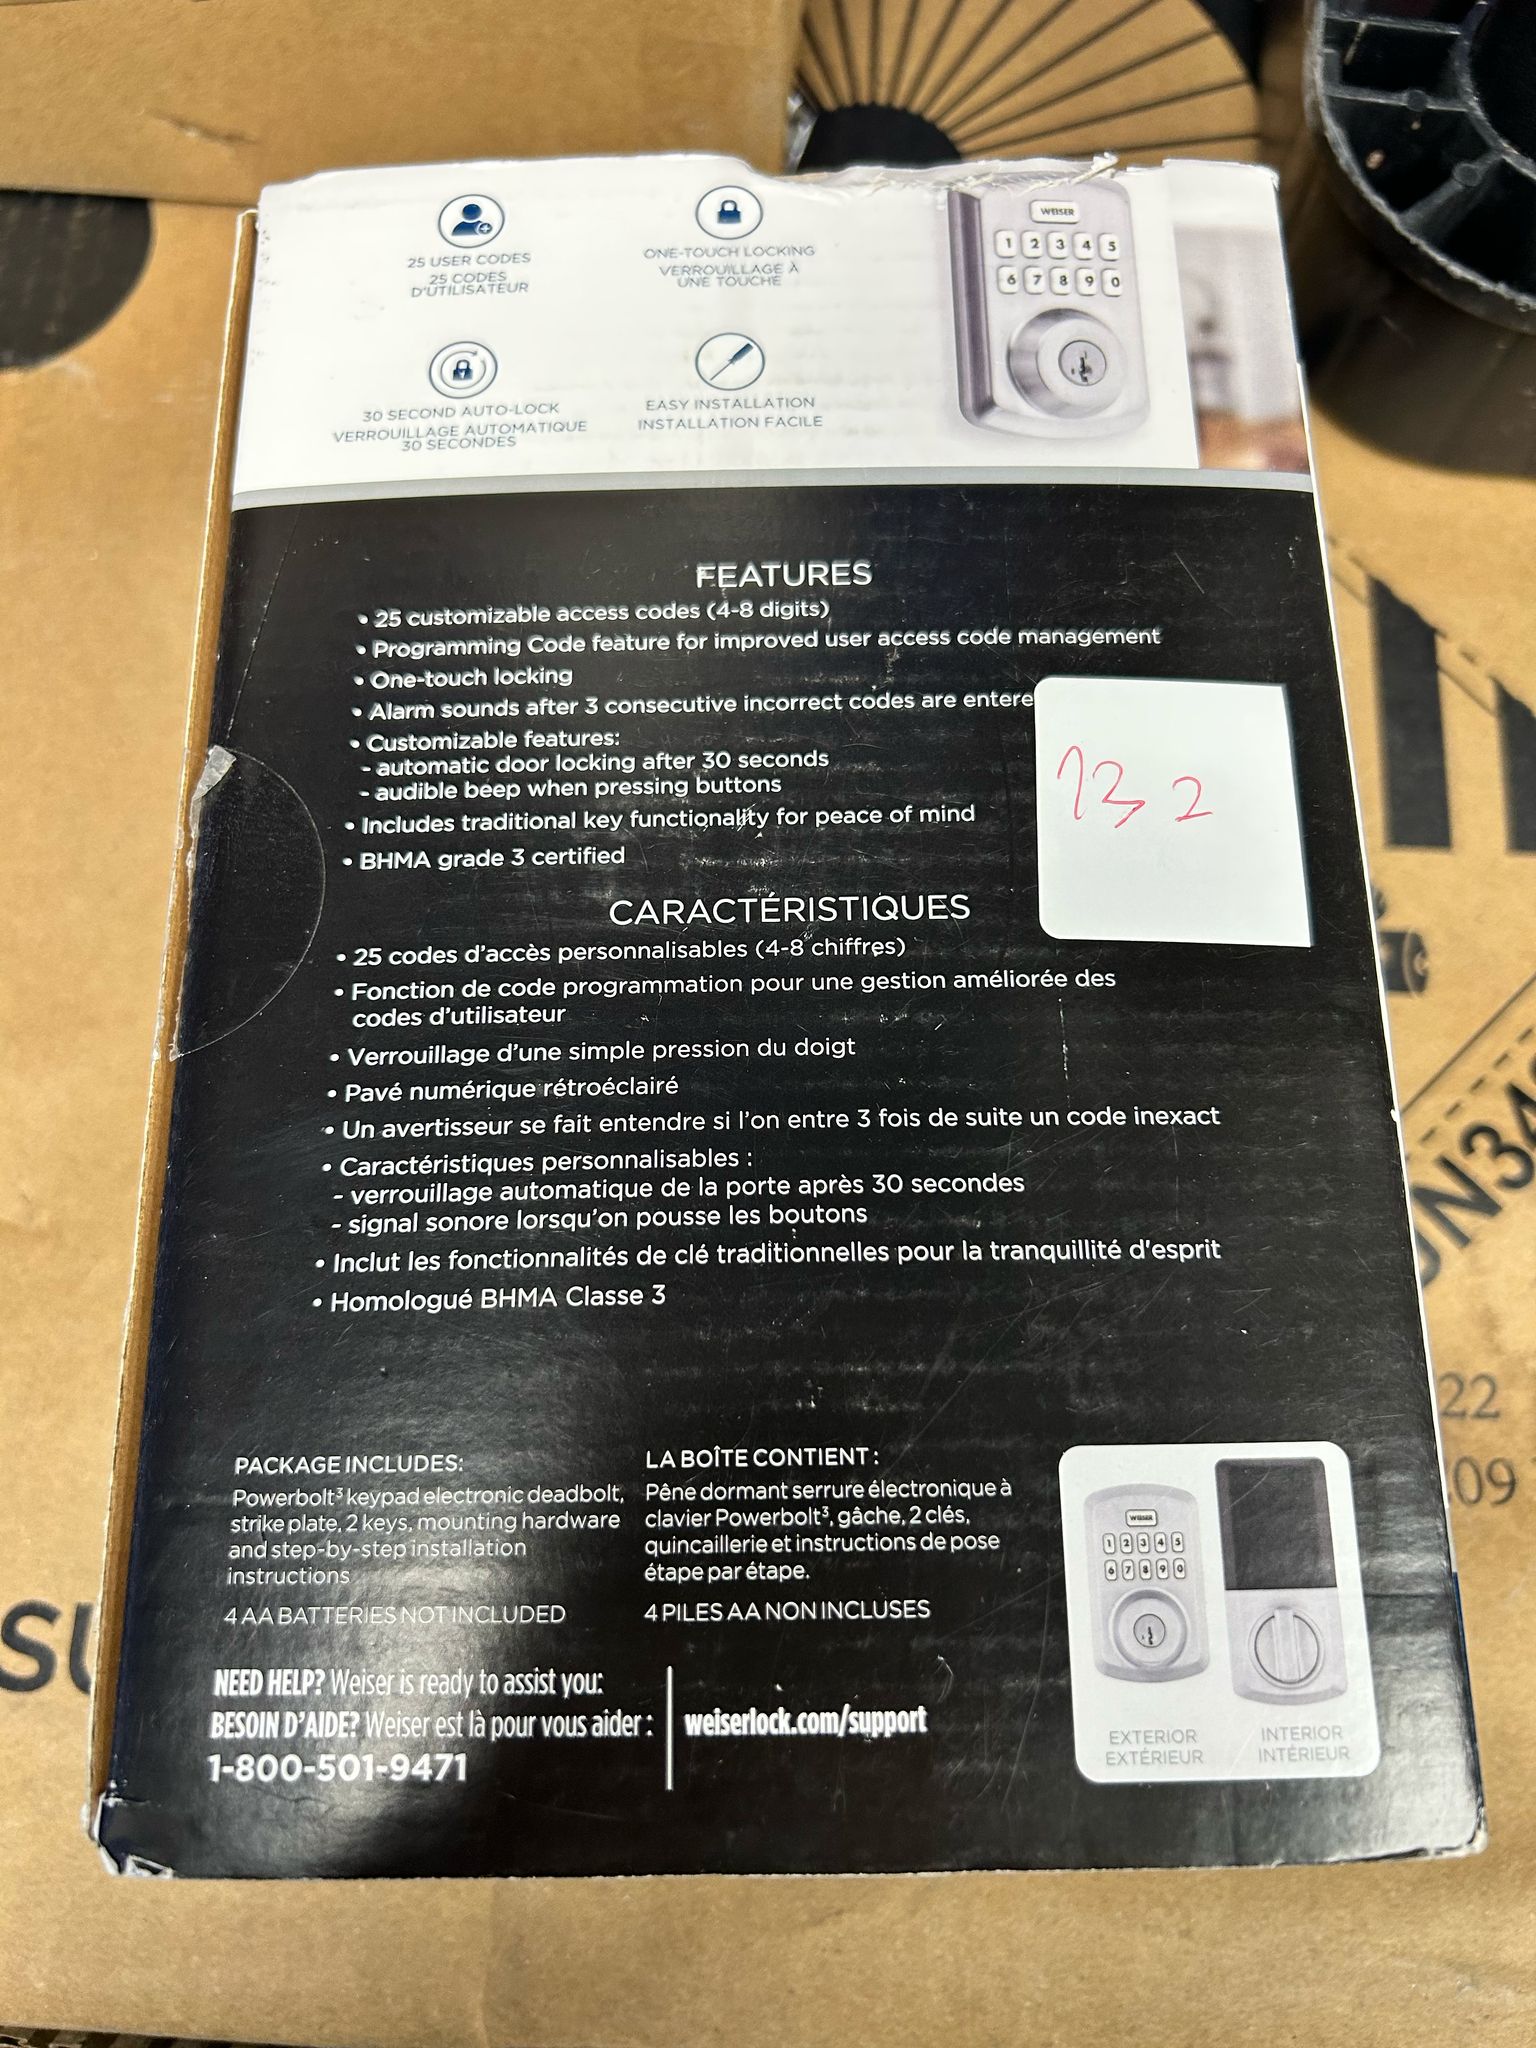 25 USER CODES
25 CODES
D'UTILISATEUR
ONE-TOUCH LOCKING
VERROUILLAGE À
UNE TOUCHE
30 SECOND AUTO-LOCK
VERROUILLAGE AUTOMATIQUE
30 SECONDES
EASY INSTALLATION
INSTALLATION FACILE
WEISER
1 2 3 4 5
6 7 8 9 0
FEATURES
• 25 customizable access codes (4-8 digits)
• Programming Code feature for improved user access code management
• One-touch locking
• Alarm sounds after 3 consecutive incorrect codes are entere
• Customizable features:
- automatic door locking after 30 seconds
- audible beep when pressing buttons
• Includes traditional key functionality for peace of mind
• BHMA grade 3 certified
132
CARACTÉRISTIQUES
• 25 codes d'accès personnalisables (4-8 chiffres)
• Fonction de code programmation pour une gestion améliorée des
codes d'utilisateur
• Verrouillage d'une simple pression du doigt
• Pavé numérique rétroéclairé
• Un avertisseur se fait entendre si l'on entre 3 fois de suite un code inexact
• Caractéristiques personnalisables :
- verrouillage automatique de la porte après 30 secondes
- signal sonore lorsqu'on pousse les boutons
• Inclut les fonctionnalités de clé traditionnelles pour la tranquillité d'esprit
• Homologué BHMA Classe 3
PACKAGE INCLUDES:
Powerbolt³ keypad electronic deadbolt,
strike plate, 2 keys, mounting hardware
and step-by-step installation
instructions
4 AA BATTERIES NOT INCLUDED
LA BOÎTE CONTIENT :
Pêne dormant serrure électronique à
clavier Powerbolt³, gâche, 2 clés,
quincaillerie et instructions de pose
étape par étape.
4 PILES AA NON INCLUSES
NEED HELP? Weiser is ready to assist you:
BESOIN D'AIDE? Weiser est là pour vous aider :
1-800-501-9471
weiserlock.com/support
WEISER
1 2 3 4 5
6 7 8 9 0
EXTERIOR
EXTÉRIEUR
INTERIOR
INTÉRIEUR
SU
UN348
22
09